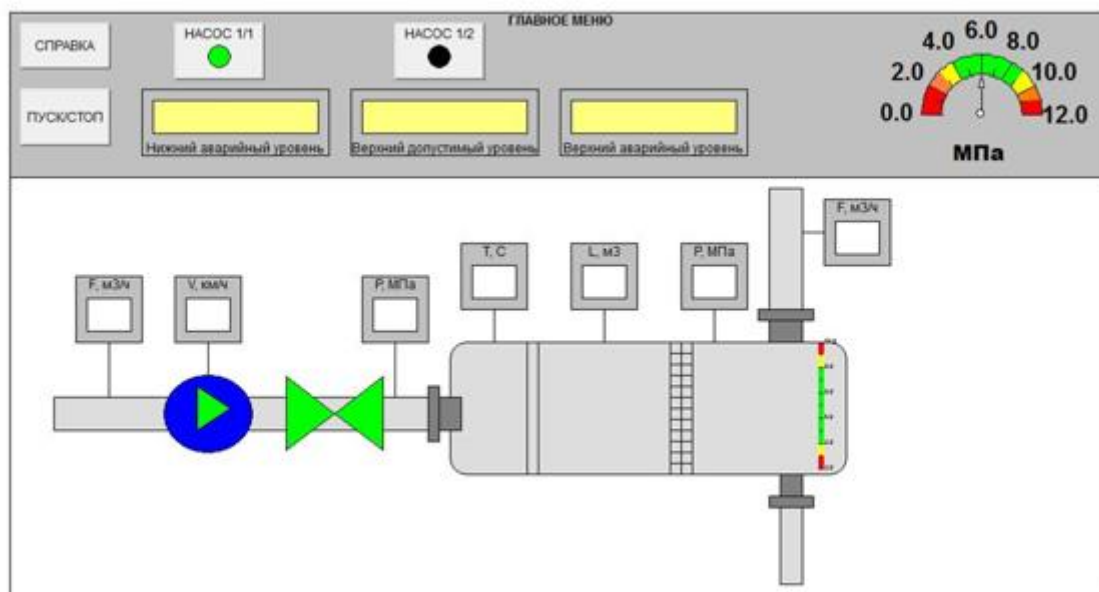 ГЛАВНОЕ МЕНЮ
СПРАВКА
НАСОС 1/1
НАСОС 1/2
ПУСК/СТОП
Нижний аварийный уровень
Верхний допустимый уровень
Верхний аварийный уровень
0.0
2.0
4.0
6.0
8.0
10.0
12.0
МПа
F, м3/ч
T, C
L, м3
P, МПа
F, м3/ч
V, км/ч
P, МПа